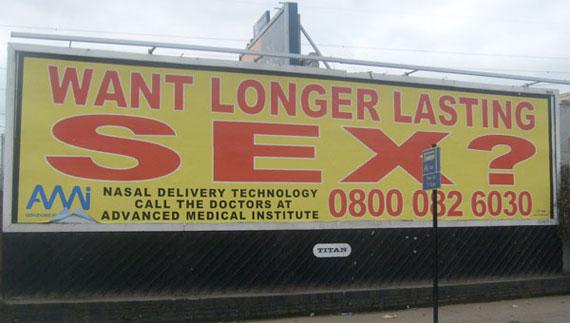 WANT LONGER LASTING
SEX?
AMI
NASAL DELIVERY TECHNOLOGY
CALL THE DOCTORS AT
ADVANCED MEDICAL INSTITUTE
0800 082 6030
TITAN